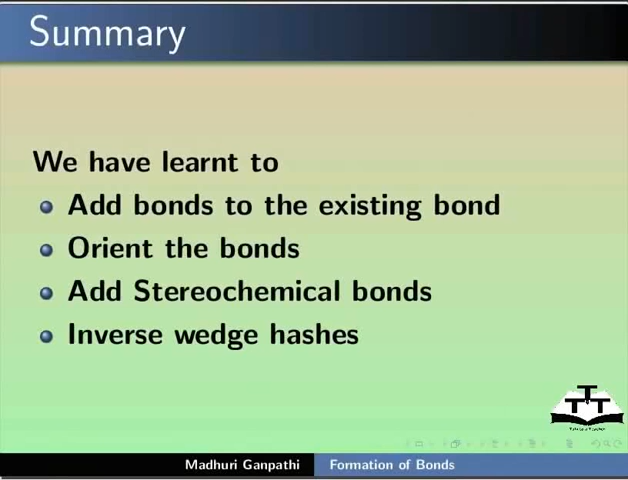 Summary
We have learnt to
Add bonds to the existing bond
Orient the bonds
Add Stereochemical bonds
Inverse wedge hashes
TTT
Madhuri Ganpathi Formation of Bonds